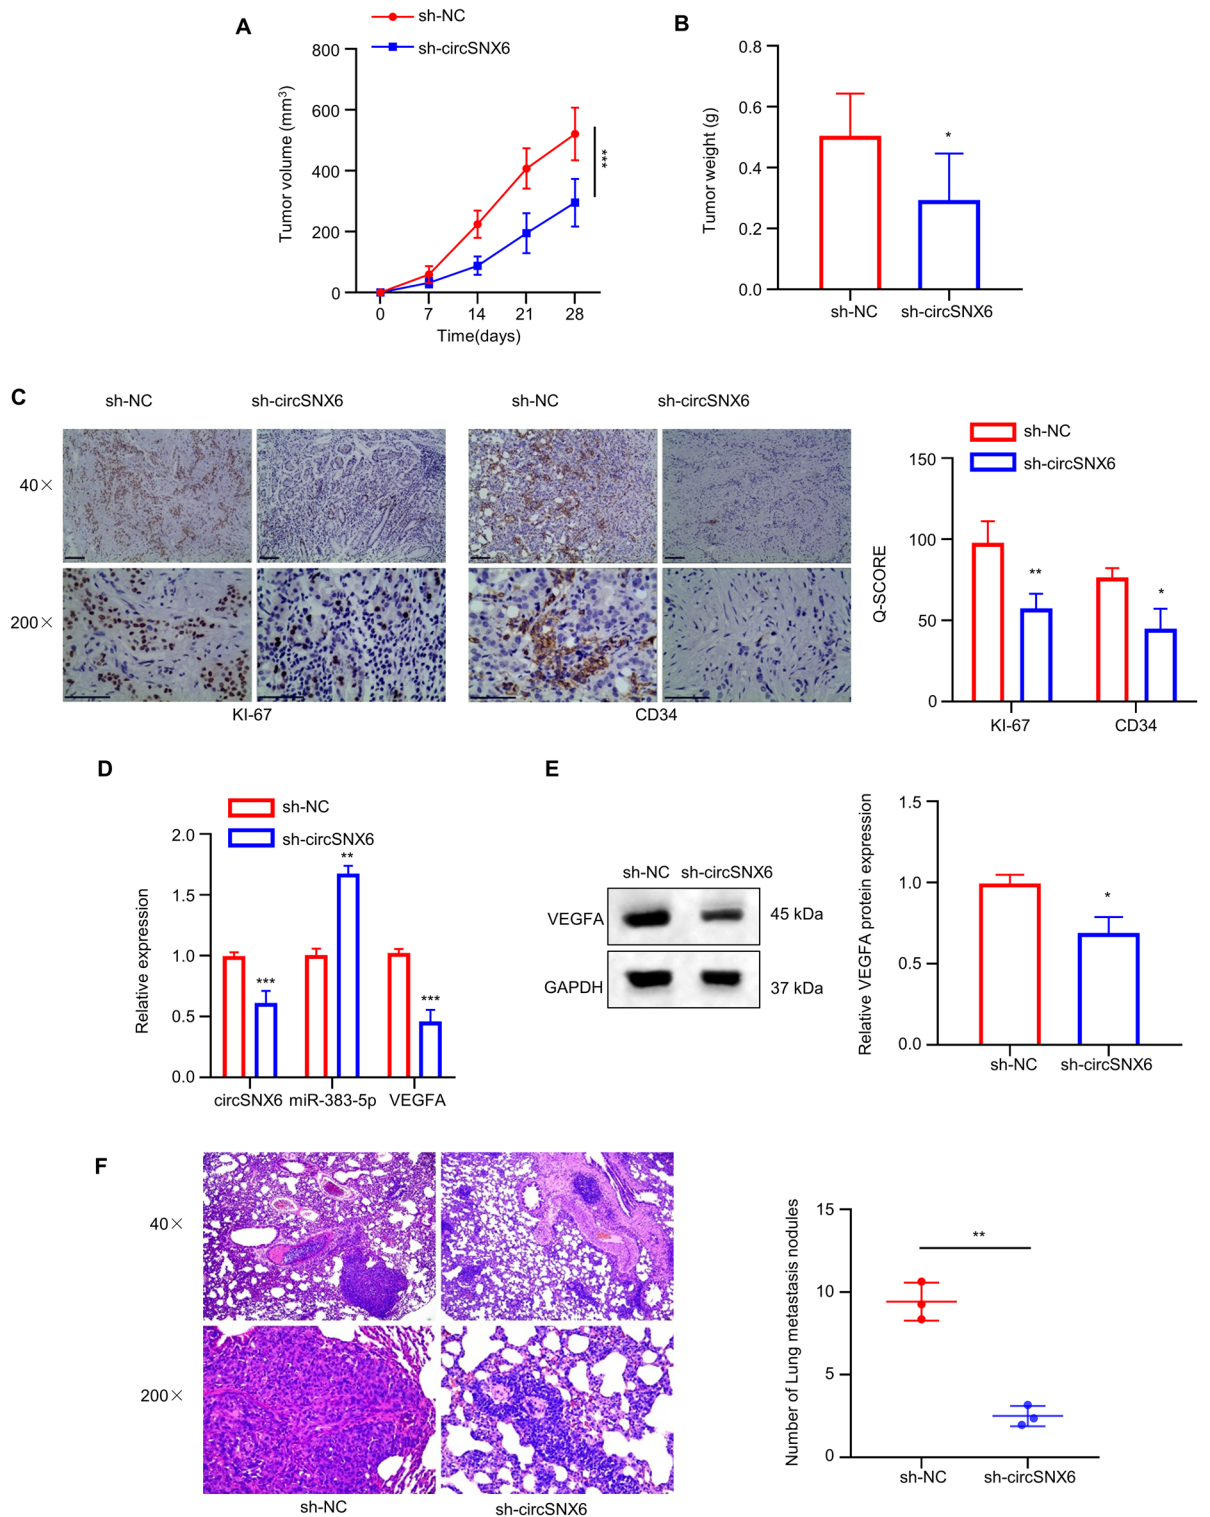 A
sh-NC
sh-circSNX6
Tumor volume (mm3)
800
600
400
200
0
***
0 7 14 21 28
Time(days)
B
Tumor weight (g)
0.8
0.6
0.4
0.2
0.0
*
sh-NC sh-circSNX6
C
sh-NC sh-circSNX6 sh-NC sh-circSNX6
40×
200×
KI-67 CD34
sh-NC
sh-circSNX6
Q-SCORE
150
100
50
0
**
*
KI-67 CD34
D
sh-NC
sh-circSNX6
Relative expression
2.0
1.5
1.0
0.5
0.0
***
**
***
circSNX6 miR-383-5p VEGFA
E
sh-NC sh-circSNX6
VEGFA 45 kDa
GAPDH 37 kDa
Relative VEGFA protein expression
1.5
1.0
0.5
0.0
*
sh-NC sh-circSNX6
F
40×
200×
sh-NC sh-circSNX6
Number of Lung metastasis nodules
15
10
5
0
**
sh-NC sh-circSNX6